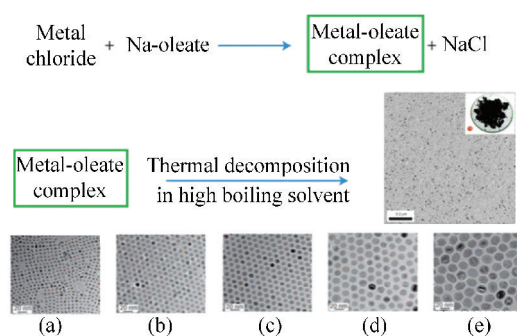 Metal
chloride
+
Na-oleate
Metal-oleate
complex
+ NaCl
Metal-oleate
complex
Thermal decomposition
in high boiling solvent
(a)
(b)
(c)
(d)
(e)